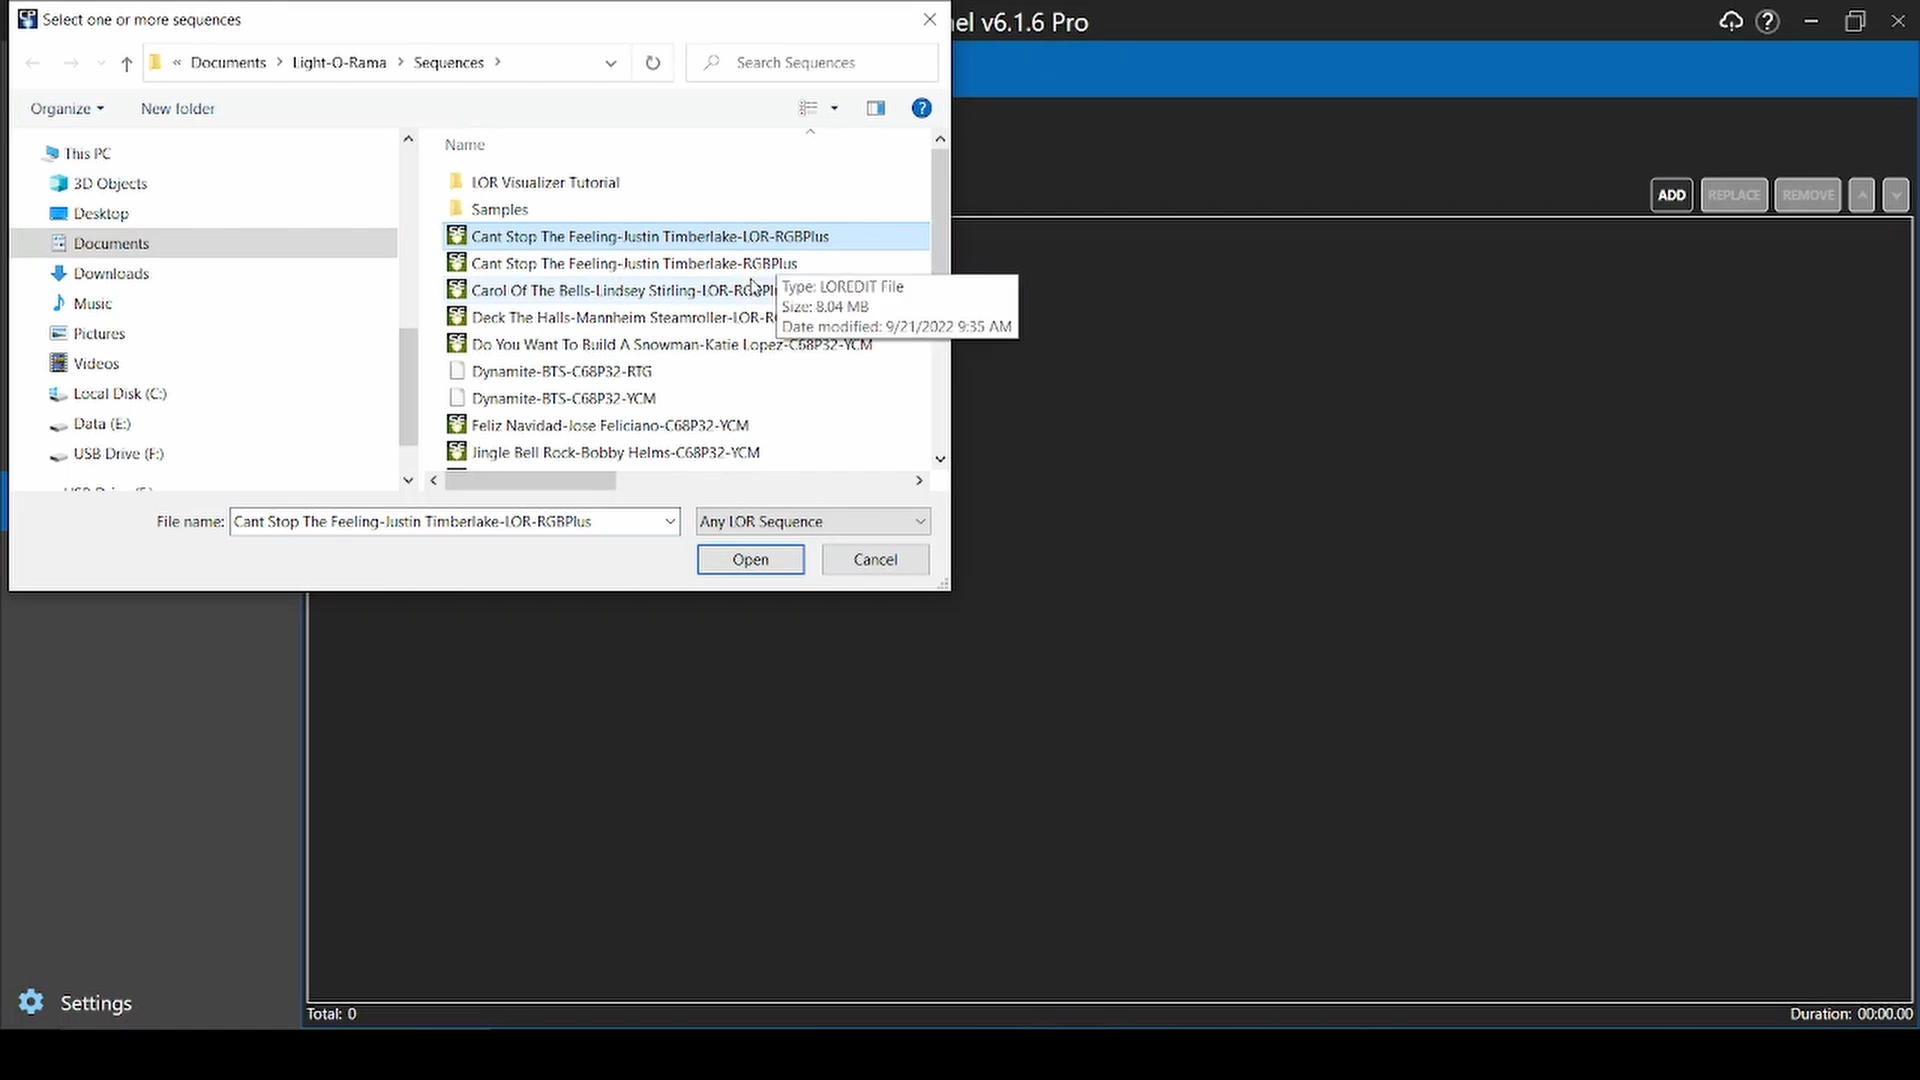 Select one or more sequences
el v6.1.6 Pro
« Documents > Light-O-Rama > Sequences >
Search Sequences
Organize
New folder
This PC
3D Objects
Desktop
Documents
Downloads
Music
Pictures
Videos
Local Disk (C:)
Data (E:)
USB Drive (F:)
Name
LOR Visualizer Tutorial
Samples
Cant Stop The Feeling-Justin Timberlake-LOR-RGBPlus
Cant Stop The Feeling-Justin Timberlake-RGBPlus
Carol Of The Bells-Lindsey Stirling-LOR-RGBPl
Deck The Halls-Mannheim Steamroller-LOR-R
Do You Want To Build A Snowman-Katie Lopez-C68P32-YCM
Dynamite-BTS-C68P32-RTG
Dynamite-BTS-C68P32-YCM
Feliz Navidad-Jose Feliciano-C68P32-YCM
Jingle Bell Rock-Bobby Helms-C68P32-YCM
Type: LOREDIT File
Size: 8.04 MB
Date modified: 9/21/2022 9:35 AM
File name: Cant Stop The Feeling-Justin Timberlake-LOR-RGBPlus
Any LOR Sequence
Open
Cancel
ADD
REPLACE
REMOVE
Settings
Total: 0
Duration: 00:00.00